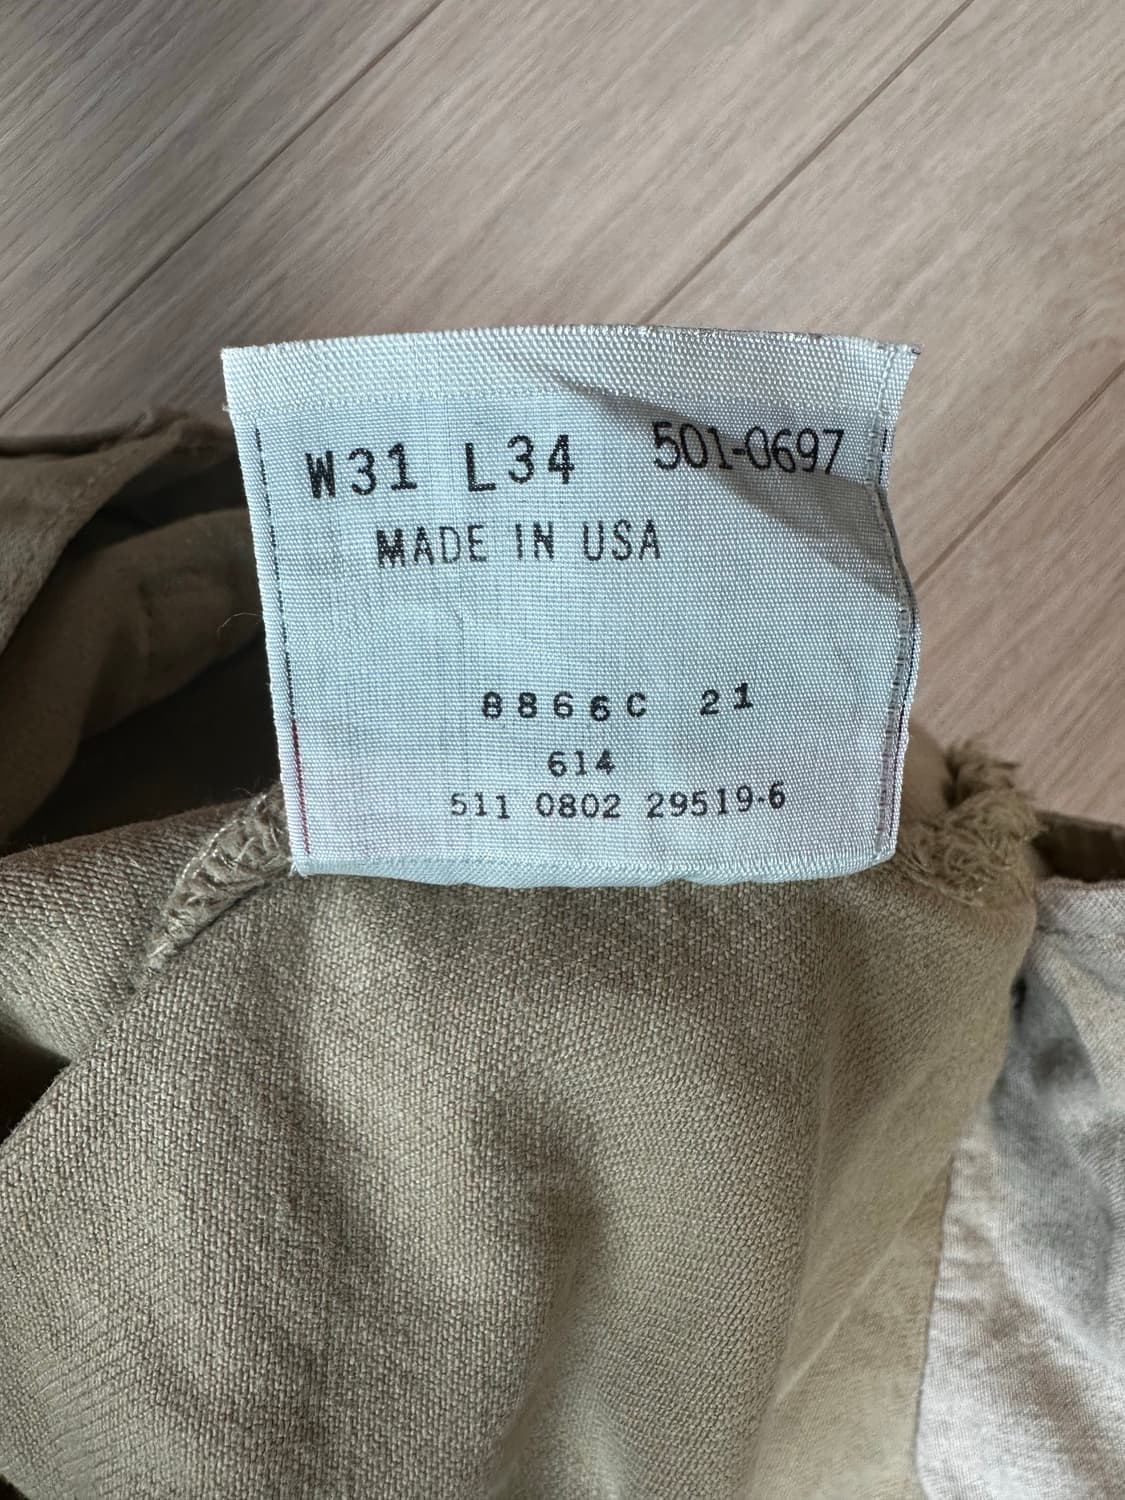 W31 L34 501-0697
MADE IN USA
8866C 21
614
511 0802 29519-6